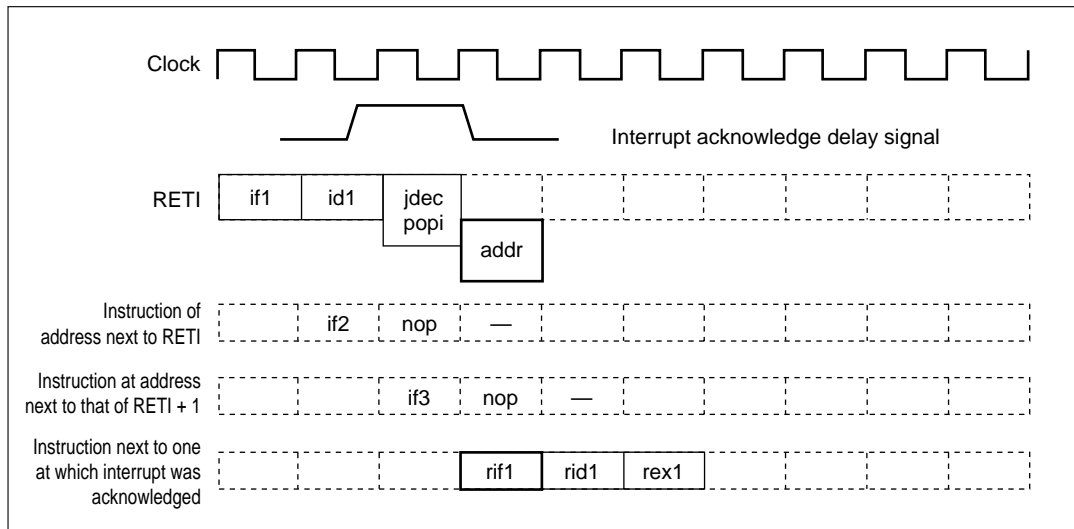 Clock
Interrupt acknowledge delay signal
RETI
if1
id1
jdec
popi
addr
Instruction of
address next to RETI
if2
nop
—
Instruction at address
next to that of RETI + 1
if3
nop
—
Instruction next to one
at which interrupt was
acknowledged
rif1
rid1
rex1